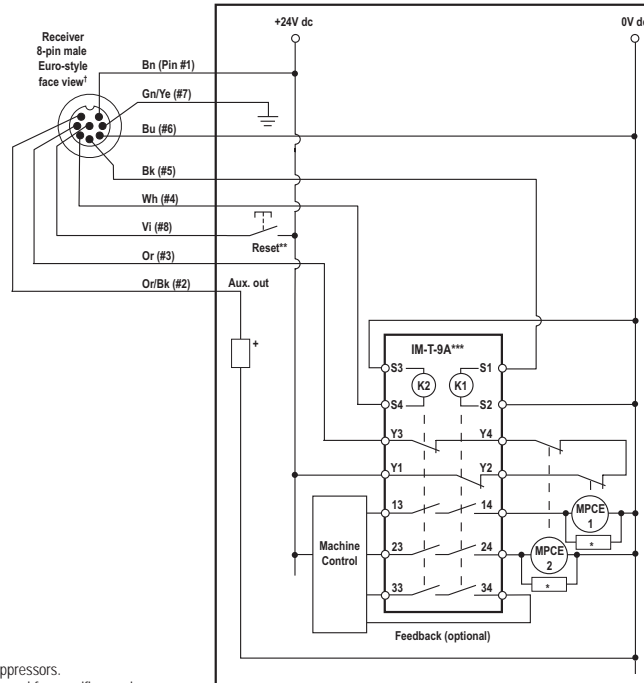 +24V dc
0V dc
Receiver
8-pin male
Euro-style
face view†
Bn (Pin #1)
Gn/Ye (#7)
Bu (#6)
Bk (#5)
Wh (#4)
Vi (#8)
Reset**
Or (#3)
Or/Bk (#2)
Aux. out
+
IM-T-9A***
S3
S1
K2
K1
S4
S2
Y3
Y4
Y1
Y2
13
14
MPCE
1
*
Machine
Control
23
24
MPCE
2
*
33
34
Feedback (optional)
ppressors.